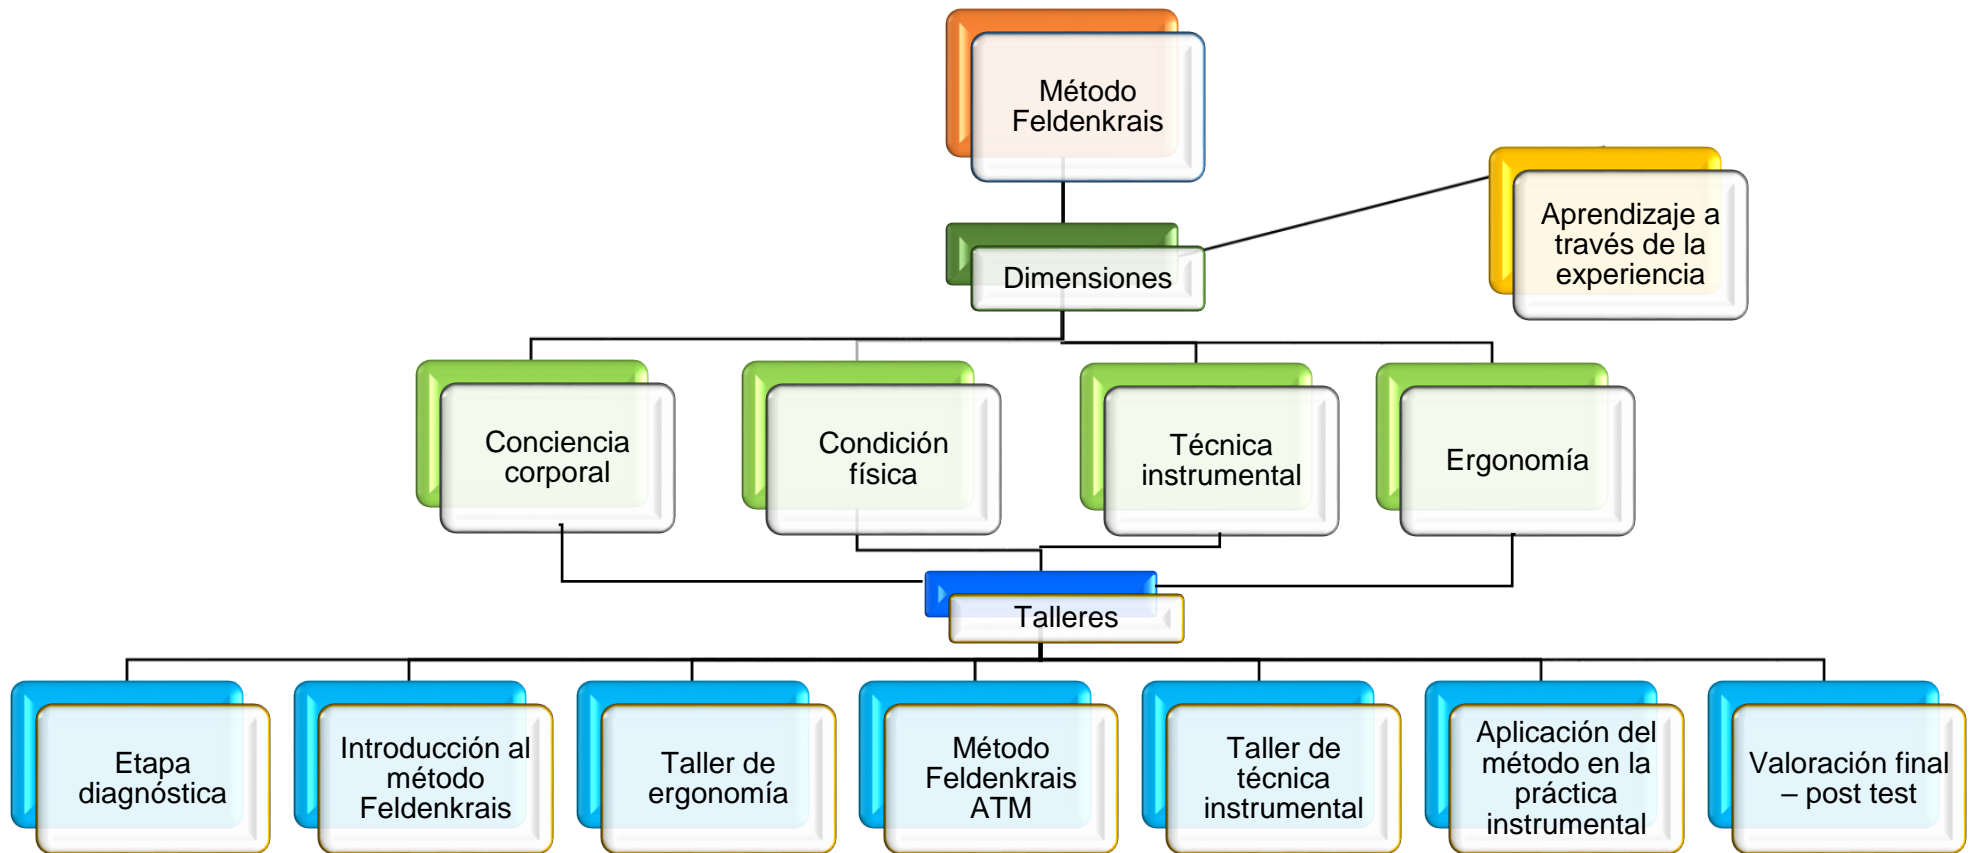 Método
Feldenkrais
Aprendizaje a
través de la
experiencia
Dimensiones
Conciencia
corporal
Condición
física
Técnica
instrumental
Ergonomía
Talleres
Etapa
diagnóstica
Introducción al
método
Feldenkrais
Taller de
ergonomía
Método
Feldenkrais
ATM
Taller de
técnica
instrumental
Aplicación del
método en la
práctica
instrumental
Valoración final
– post test